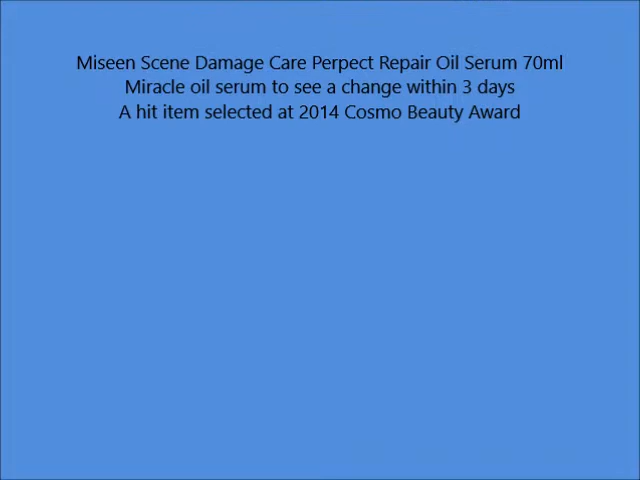 Miseen Scene Damage Care Perpect Repair Oil Serum 70ml
Miracle oil serum to see a change within 3 days
A hit item selected at 2014 Cosmo Beauty Award